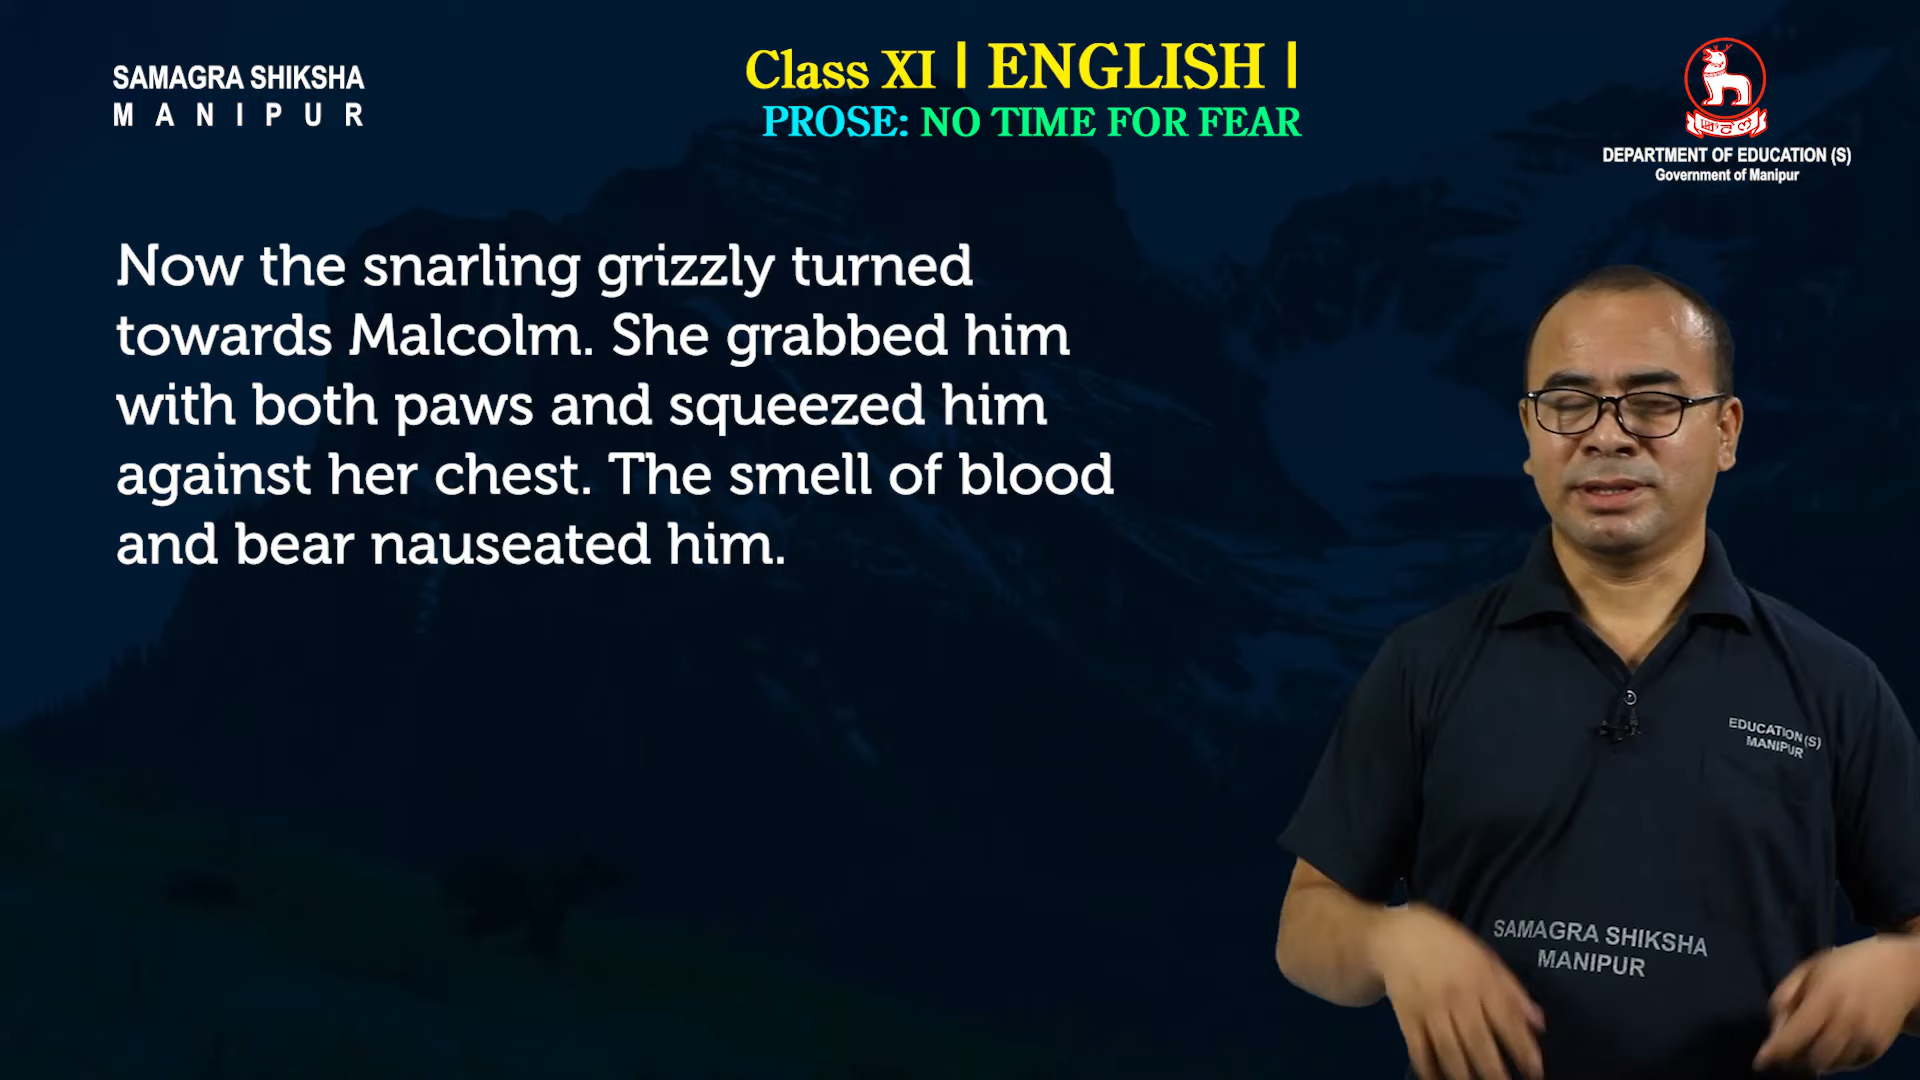 SAMAGRA SHIKSHA
MANIPUR
Class XI | ENGLISH |
PROSE: NO TIME FOR FEAR
DEPARTMENT OF EDUCATION (S)
Government of Manipur
Now the snarling grizzly turned
towards Malcolm. She grabbed him
with both paws and squeezed him
against her chest. The smell of blood
and bear nauseated him.
EDUCATION (S)
MANIPUR
SAMAGRA SHIKSHA
MANIPUR